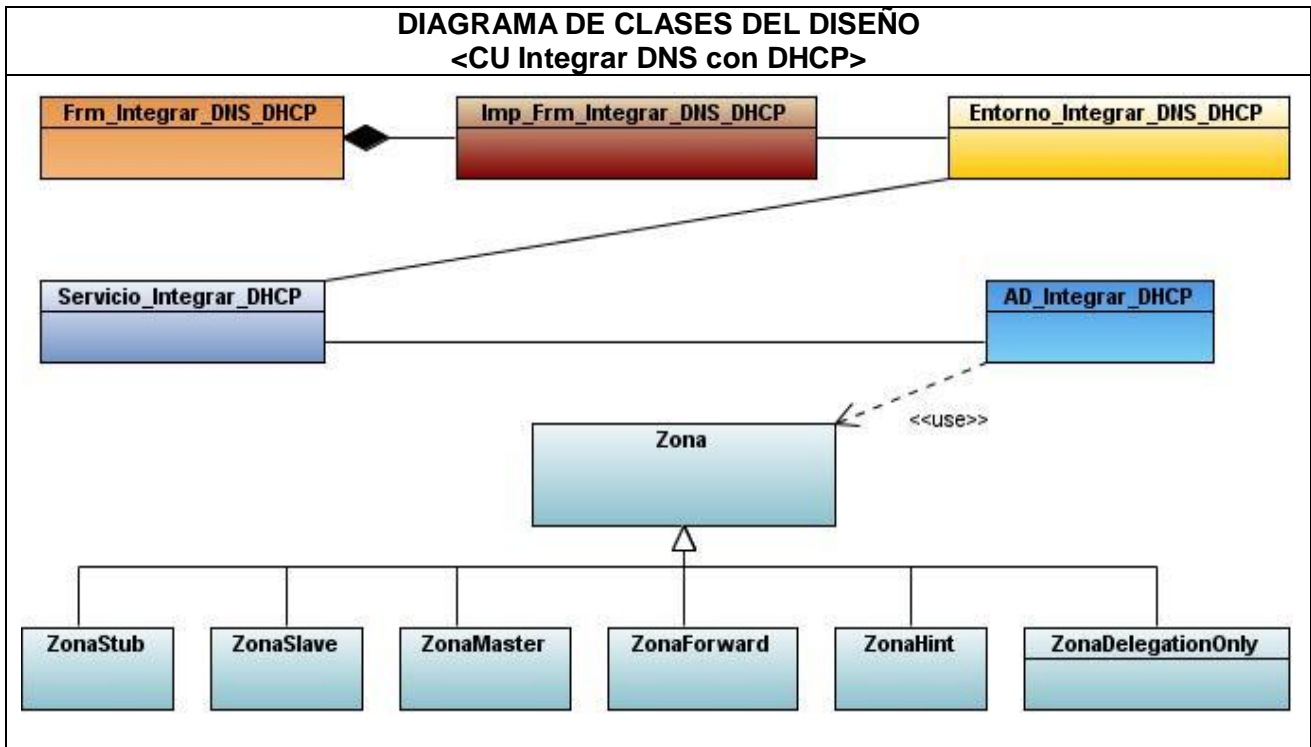 DIAGRAMA DE CLASES DEL DISEÑO
<CU Integrar DNS con DHCP>
Frm_Integrar_DNS_DHCP
Imp_Frm_Integrar_DNS_DHCP
Entorno_Integrar_DNS_DHCP
Servicio_Integrar_DHCP
AD_Integrar_DHCP
<<use>>
Zona
ZonaStub
ZonaSlave
ZonaMaster
ZonaForward
ZonaHint
ZonaDelegationOnly